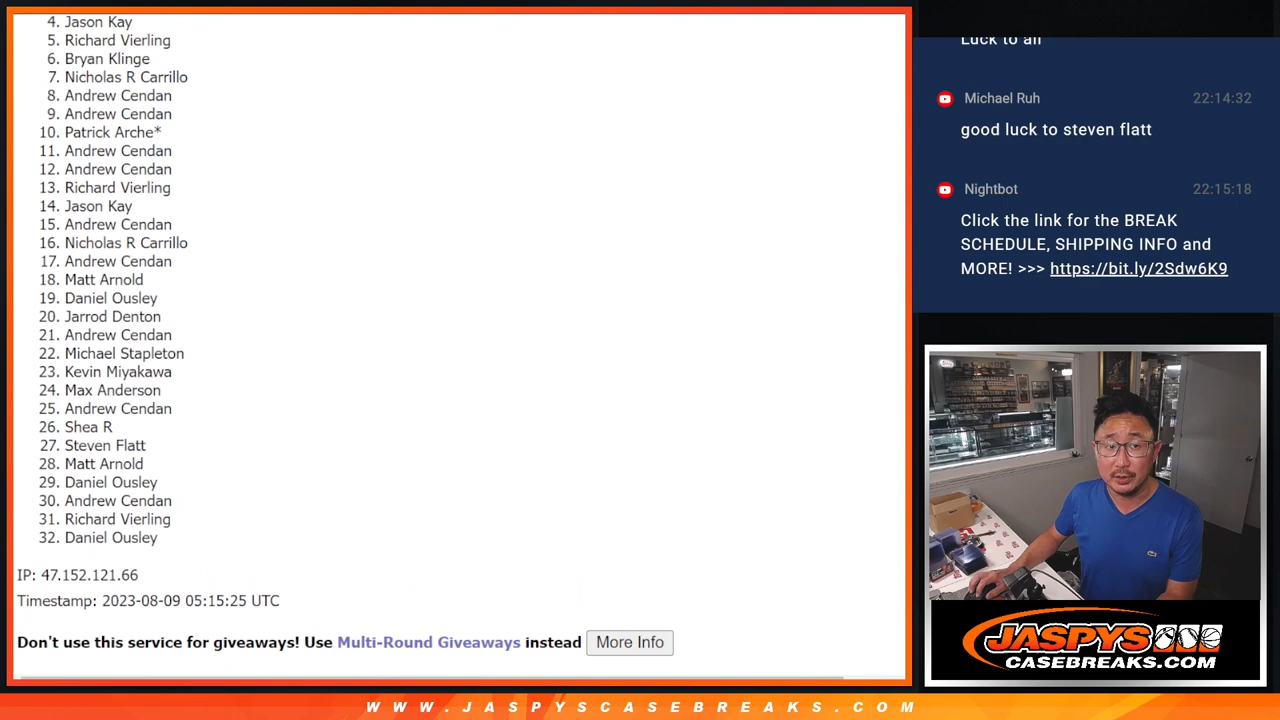 4. Jason Kay
5. Richard Vierling
6. Bryan Klinge
7. Nicholas R Carrillo
8. Andrew Cendan
9. Andrew Cendan
10. Patrick Arche*
11. Andrew Cendan
12. Andrew Cendan
13. Richard Vierling
14. Jason Kay
15. Andrew Cendan
16. Nicholas R Carrillo
17. Andrew Cendan
18. Matt Arnold
19. Daniel Ousley
20. Jarrod Denton
21. Andrew Cendan
22. Michael Stapleton
23. Kevin Miyakawa
24. Max Anderson
25. Andrew Cendan
26. Shea R
27. Steven Flatt
28. Matt Arnold
29. Daniel Ousley
30. Andrew Cendan
31. Richard Vierling
32. Daniel Ousley
IP: 47.152.121.66
Timestamp: 2023-08-09 05:15:25 UTC
Don't use this service for giveaways! Use Multi-Round Giveaways instead More Info
Luck to all
Michael Ruh 22:14:32
good luck to steven flatt
Nightbot 22:15:18
Click the link for the BREAK
SCHEDULE, SHIPPING INFO and
MORE! >>> https://bit.ly/2Sdw6K9
JASPYS
CASEBREAKS.COM
WWW.JASPYSCASEBREAKS.COM